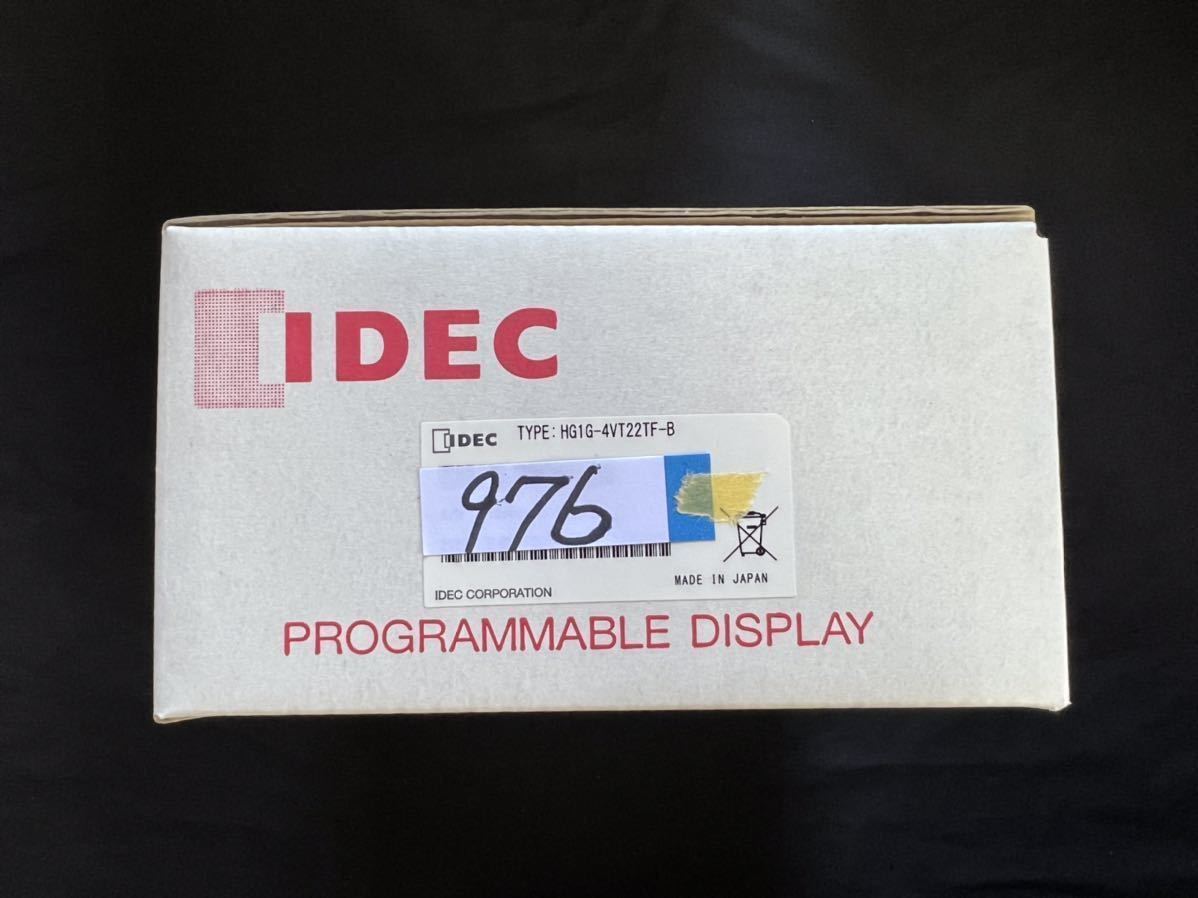 IDEC
IDEC TYPE: HG1G-4VT22TF-B
976
MADE IN JAPAN
IDEC CORPORATION
PROGRAMMABLE DISPLAY